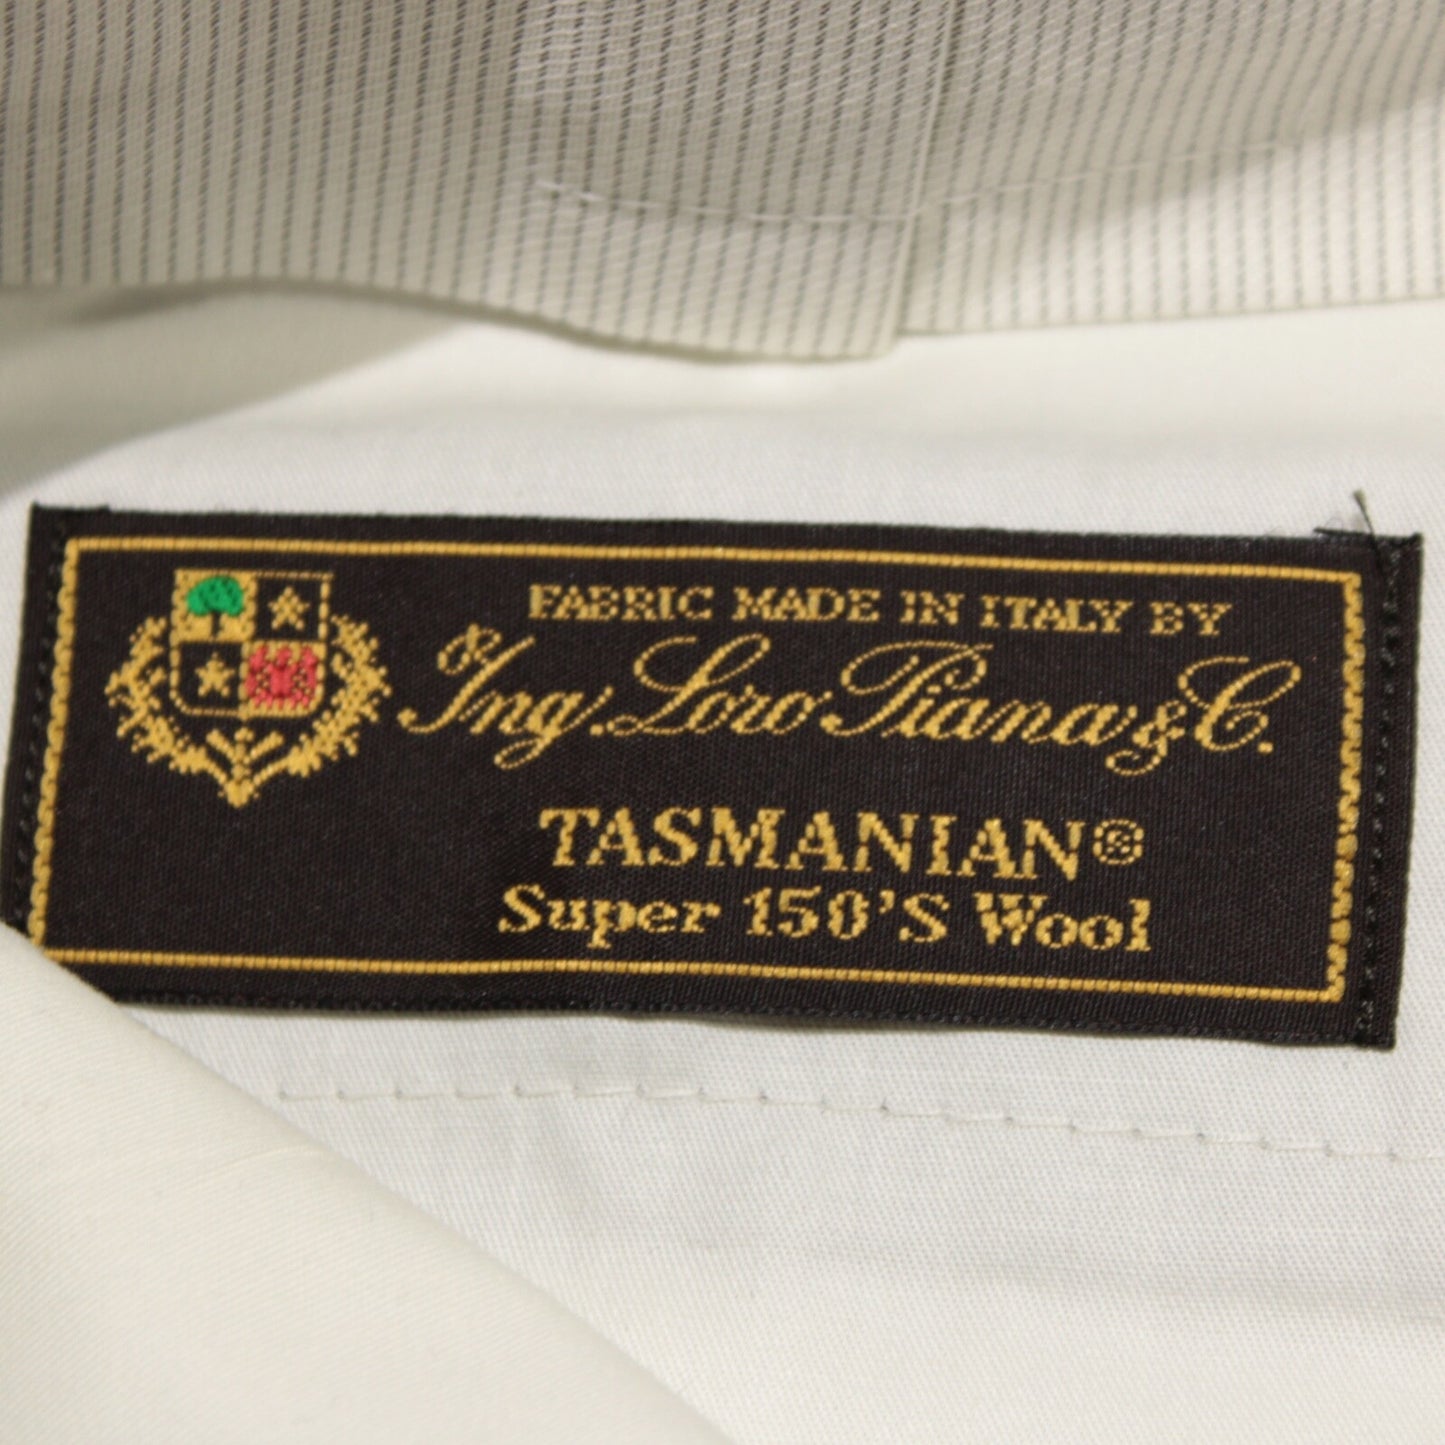 FABRIC MADE IN ITALY BY
Ing. Loro Piana & C.
TASMANIAN®
Super 150'S Wool